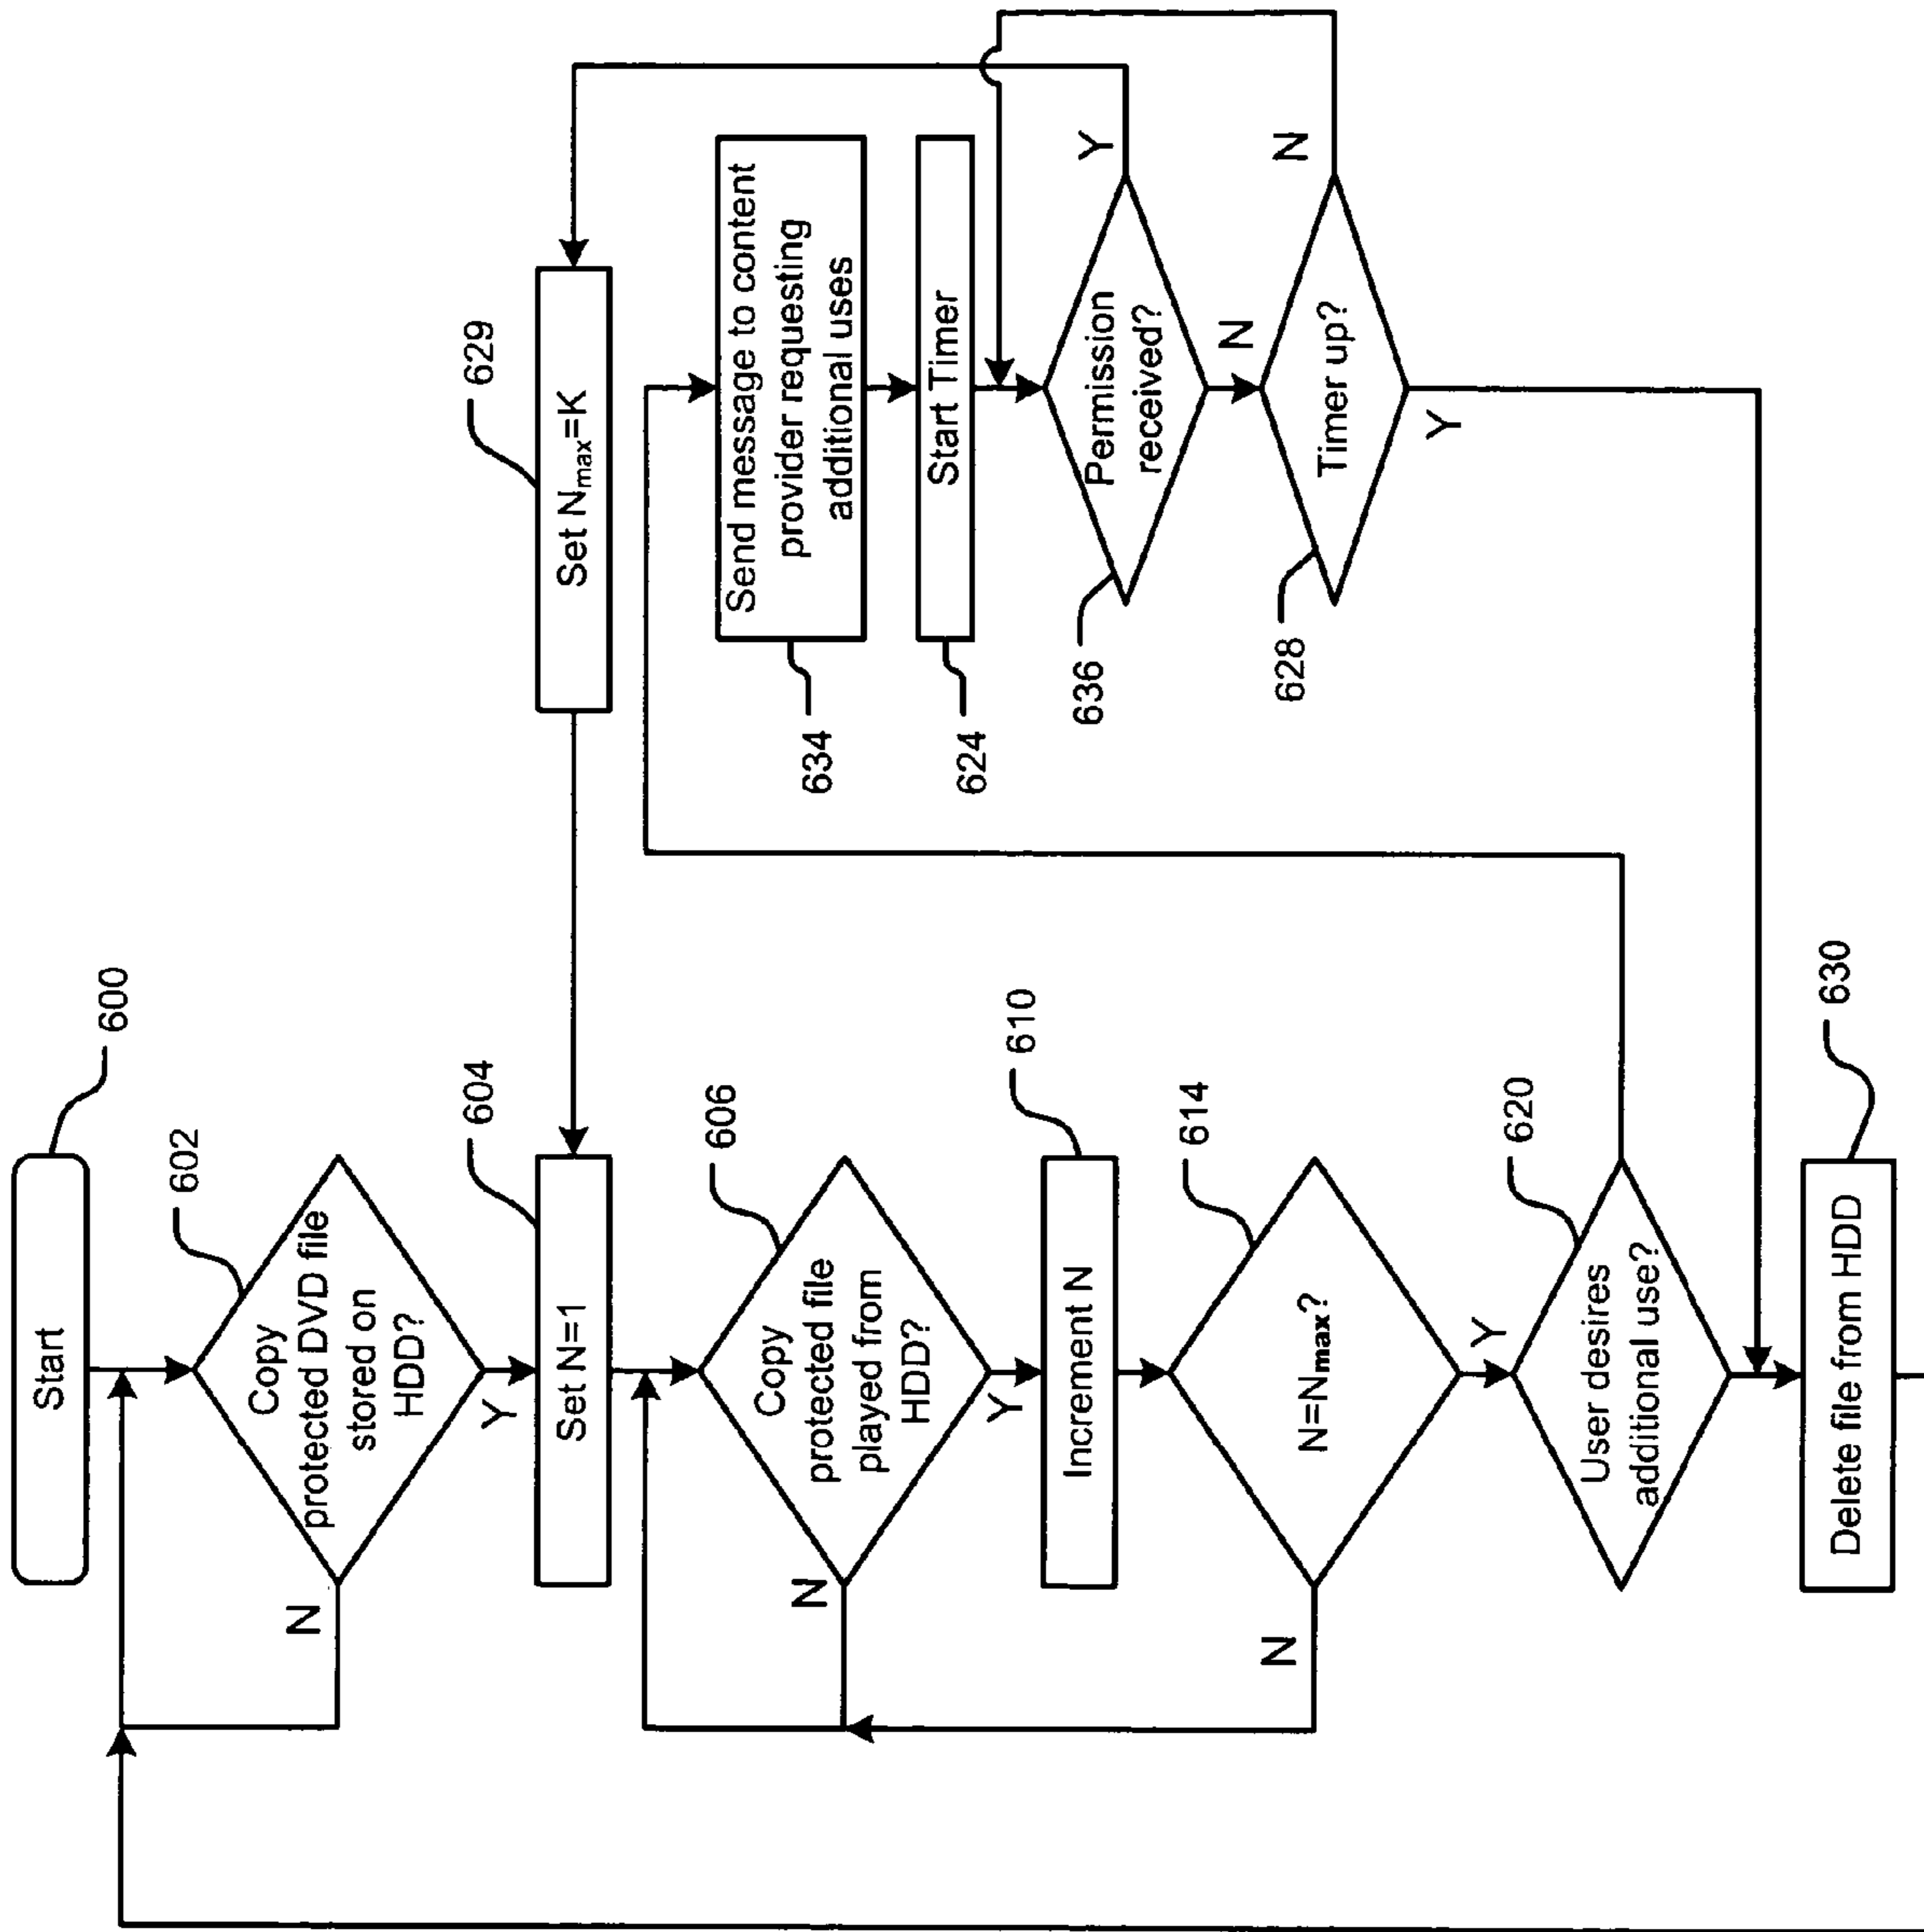 Start
600
Copy
protected DVD file
stored on
HDD?
602
N
Y
Set N=1
604
Copy
protected file
played from
HDD?
606
N
Y
Increment N
610
N=Nmax?
614
N
Y
User desires
additional use?
620
Delete file from HDD
630
Set Nmax=K
629
Send message to content
provider requesting
additional uses
634
Start Timer
624
Permission
received?
636
Y
N
Timer up?
628
N
Y